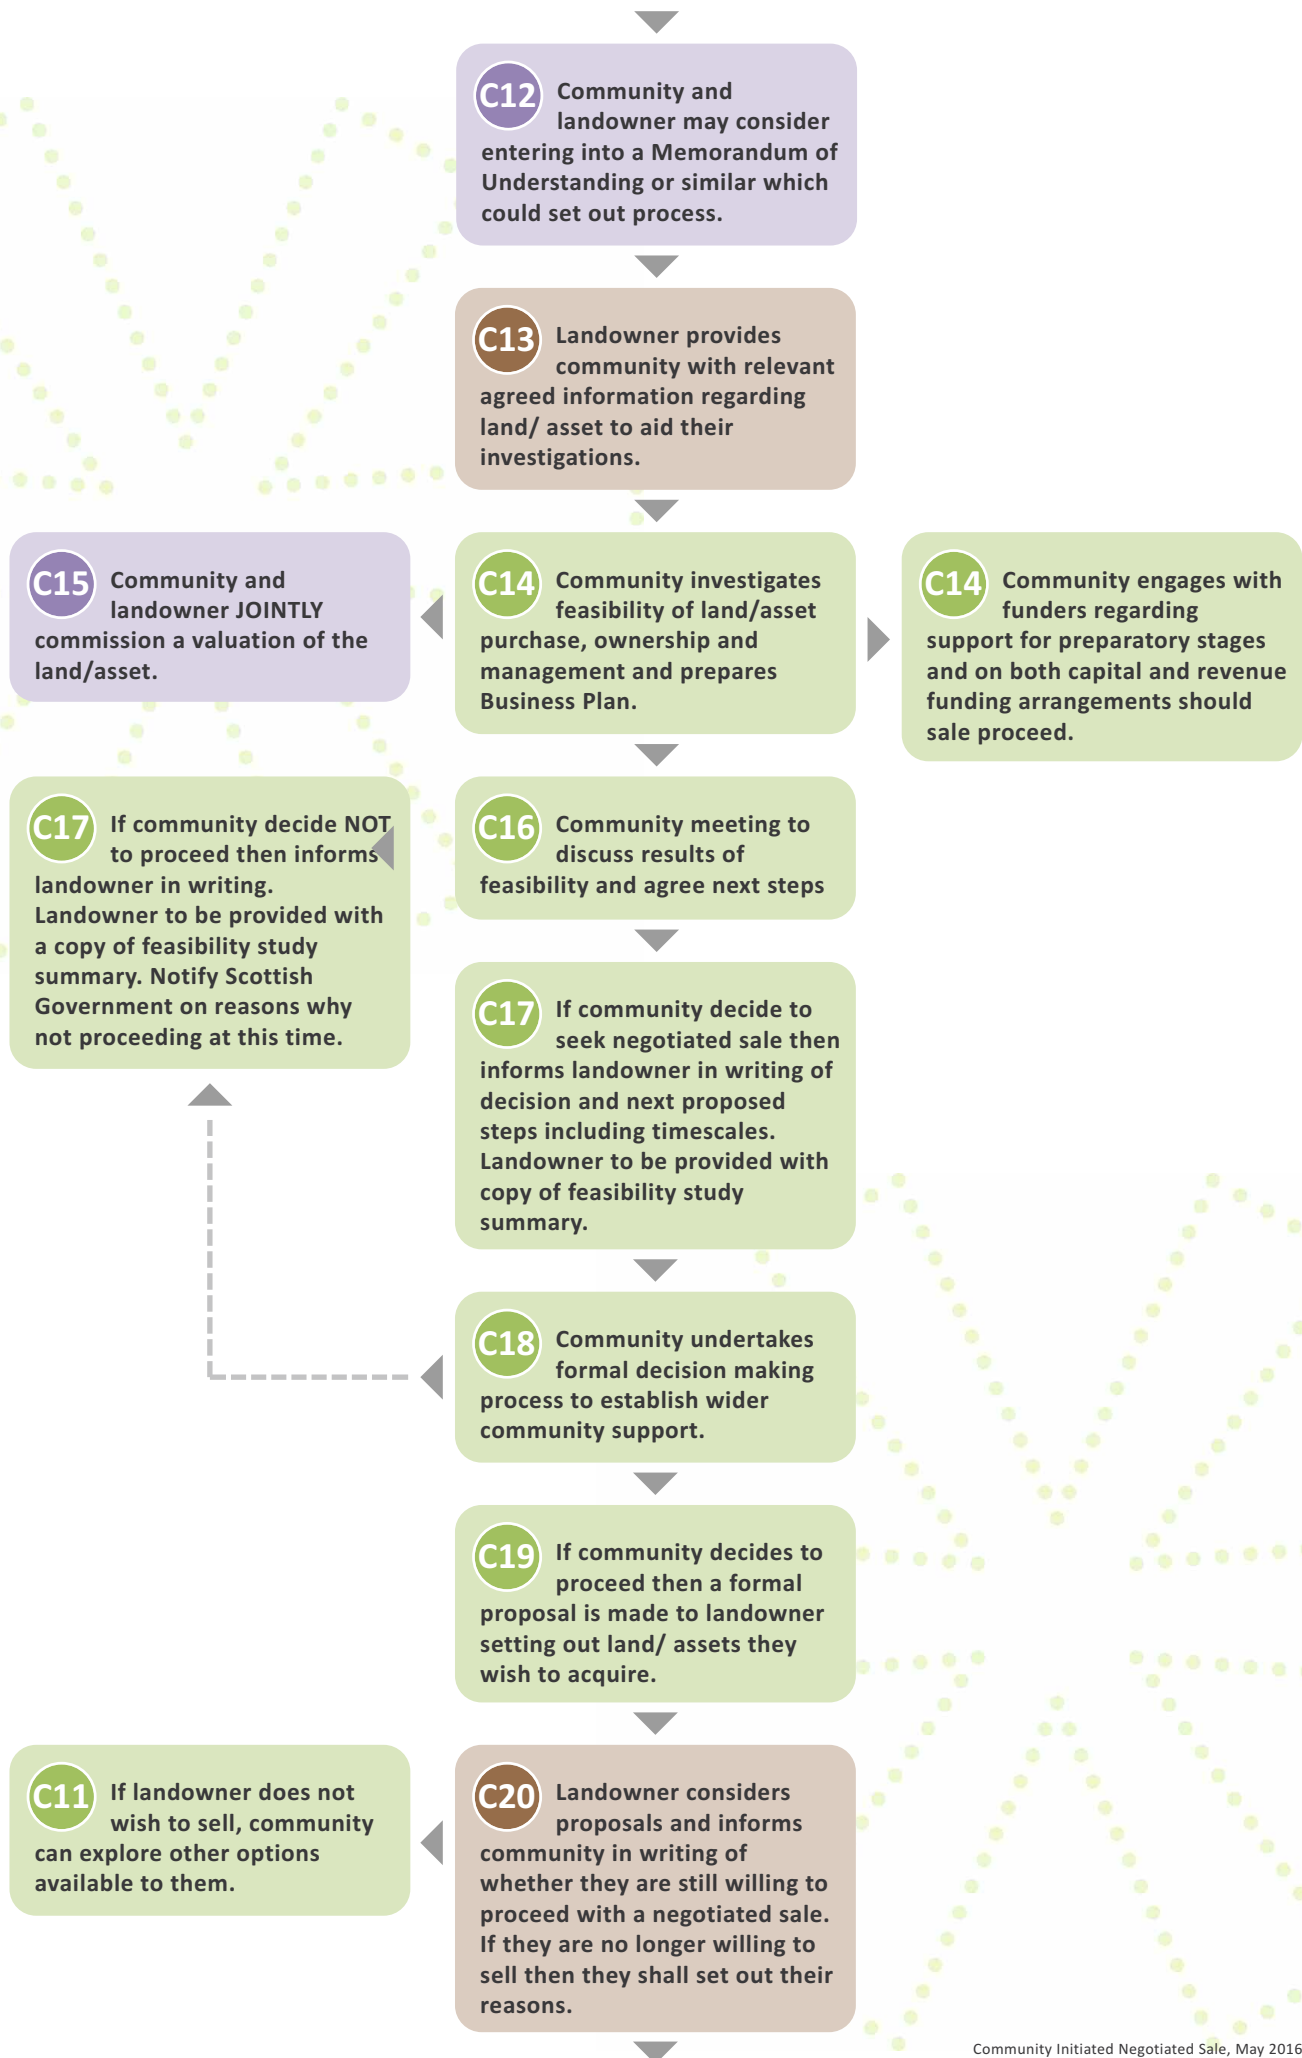 C12 Community and
landowner may consider
entering into a Memorandum of
Understanding or similar which
could set out process.
C13 Landowner provides
community with relevant
agreed information regarding
land/ asset to aid their
investigations.
C15 Community and
landowner JOINTLY
commission a valuation of the
land/asset.
C14 Community investigates
feasibility of land/asset
purchase, ownership and
management and prepares
Business Plan.
C14 Community engages with
funders regarding
support for preparatory stages
and on both capital and revenue
funding arrangements should
sale proceed.
C17 If community decide NOT
to proceed then informs
landowner in writing.
Landowner to be provided with
a copy of feasibility study
summary. Notify Scottish
Government on reasons why
not proceeding at this time.
C16 Community meeting to
discuss results of
feasibility and agree next steps
C17 If community decide to
seek negotiated sale then
informs landowner in writing of
decision and next proposed
steps including timescales.
Landowner to be provided with
copy of feasibility study
summary.
C18 Community undertakes
formal decision making
process to establish wider
community support.
C19 If community decides to
proceed then a formal
proposal is made to landowner
setting out land/ assets they
wish to acquire.
C11 If landowner does not
wish to sell, community
can explore other options
available to them.
C20 Landowner considers
proposals and informs
community in writing of
whether they are still willing to
proceed with a negotiated sale.
If they are no longer willing to
sell then they shall set out their
reasons.
Community Initiated Negotiated Sale, May 2016